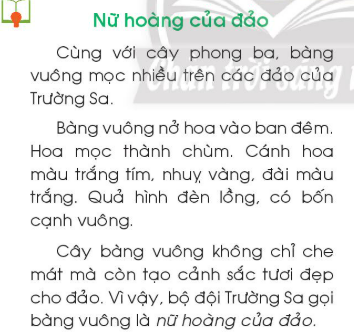 Nữ hoàng của đảo
Cùng với cây phong ba, bàng
vuông mọc nhiều trên các đảo của
Trường Sa.
Bàng vuông nở hoa vào ban đêm.
Hoa mọc thành chùm. Cánh hoa
màu trắng tím, nhuỵ vàng, đài màu
trắng. Quả hình đèn lồng, có bốn
cạnh vuông.
Cây bàng vuông không chỉ che
mát mà còn tạo cảnh sắc tươi đẹp
cho đảo. Vì vậy, bộ đội Trường Sa gọi
bàng vuông là nữ hoàng của đảo.
Chân trời sáng